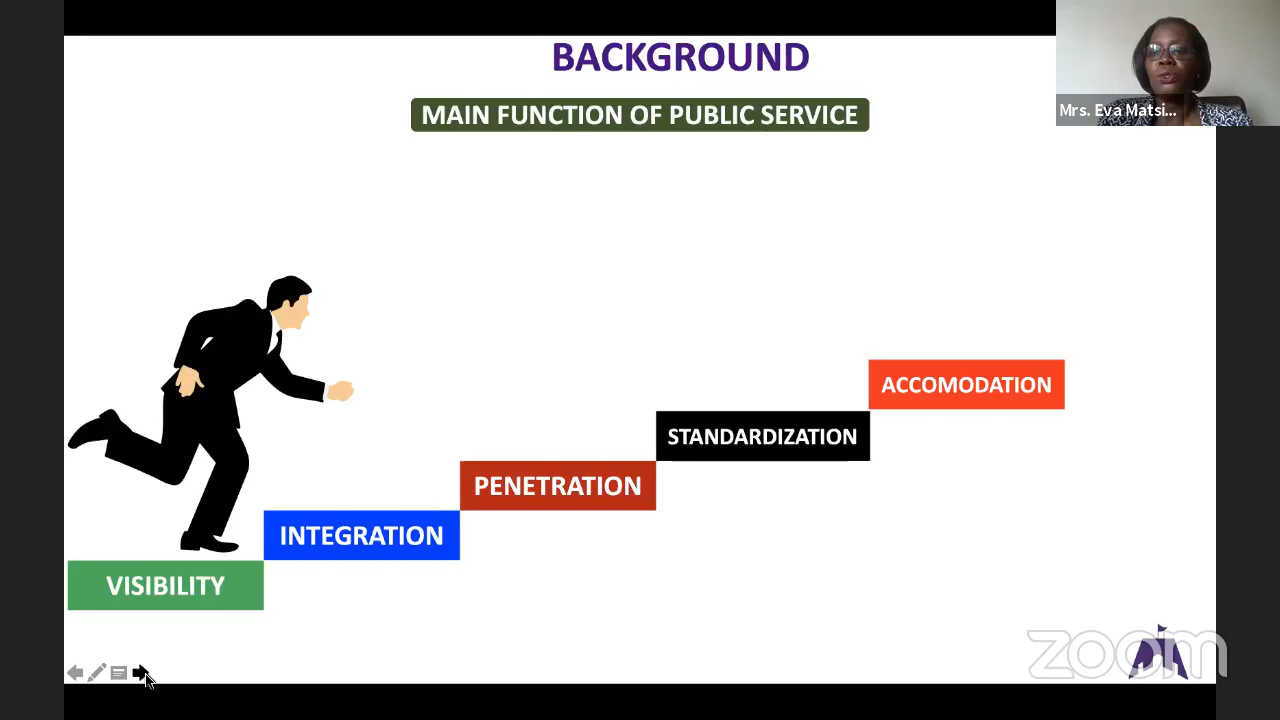 BACKGROUND
MAIN FUNCTION OF PUBLIC SERVICE
Mrs. Eva Matsi...
ACCOMODATION
STANDARDIZATION
PENETRATION
INTEGRATION
VISIBILITY
zoom